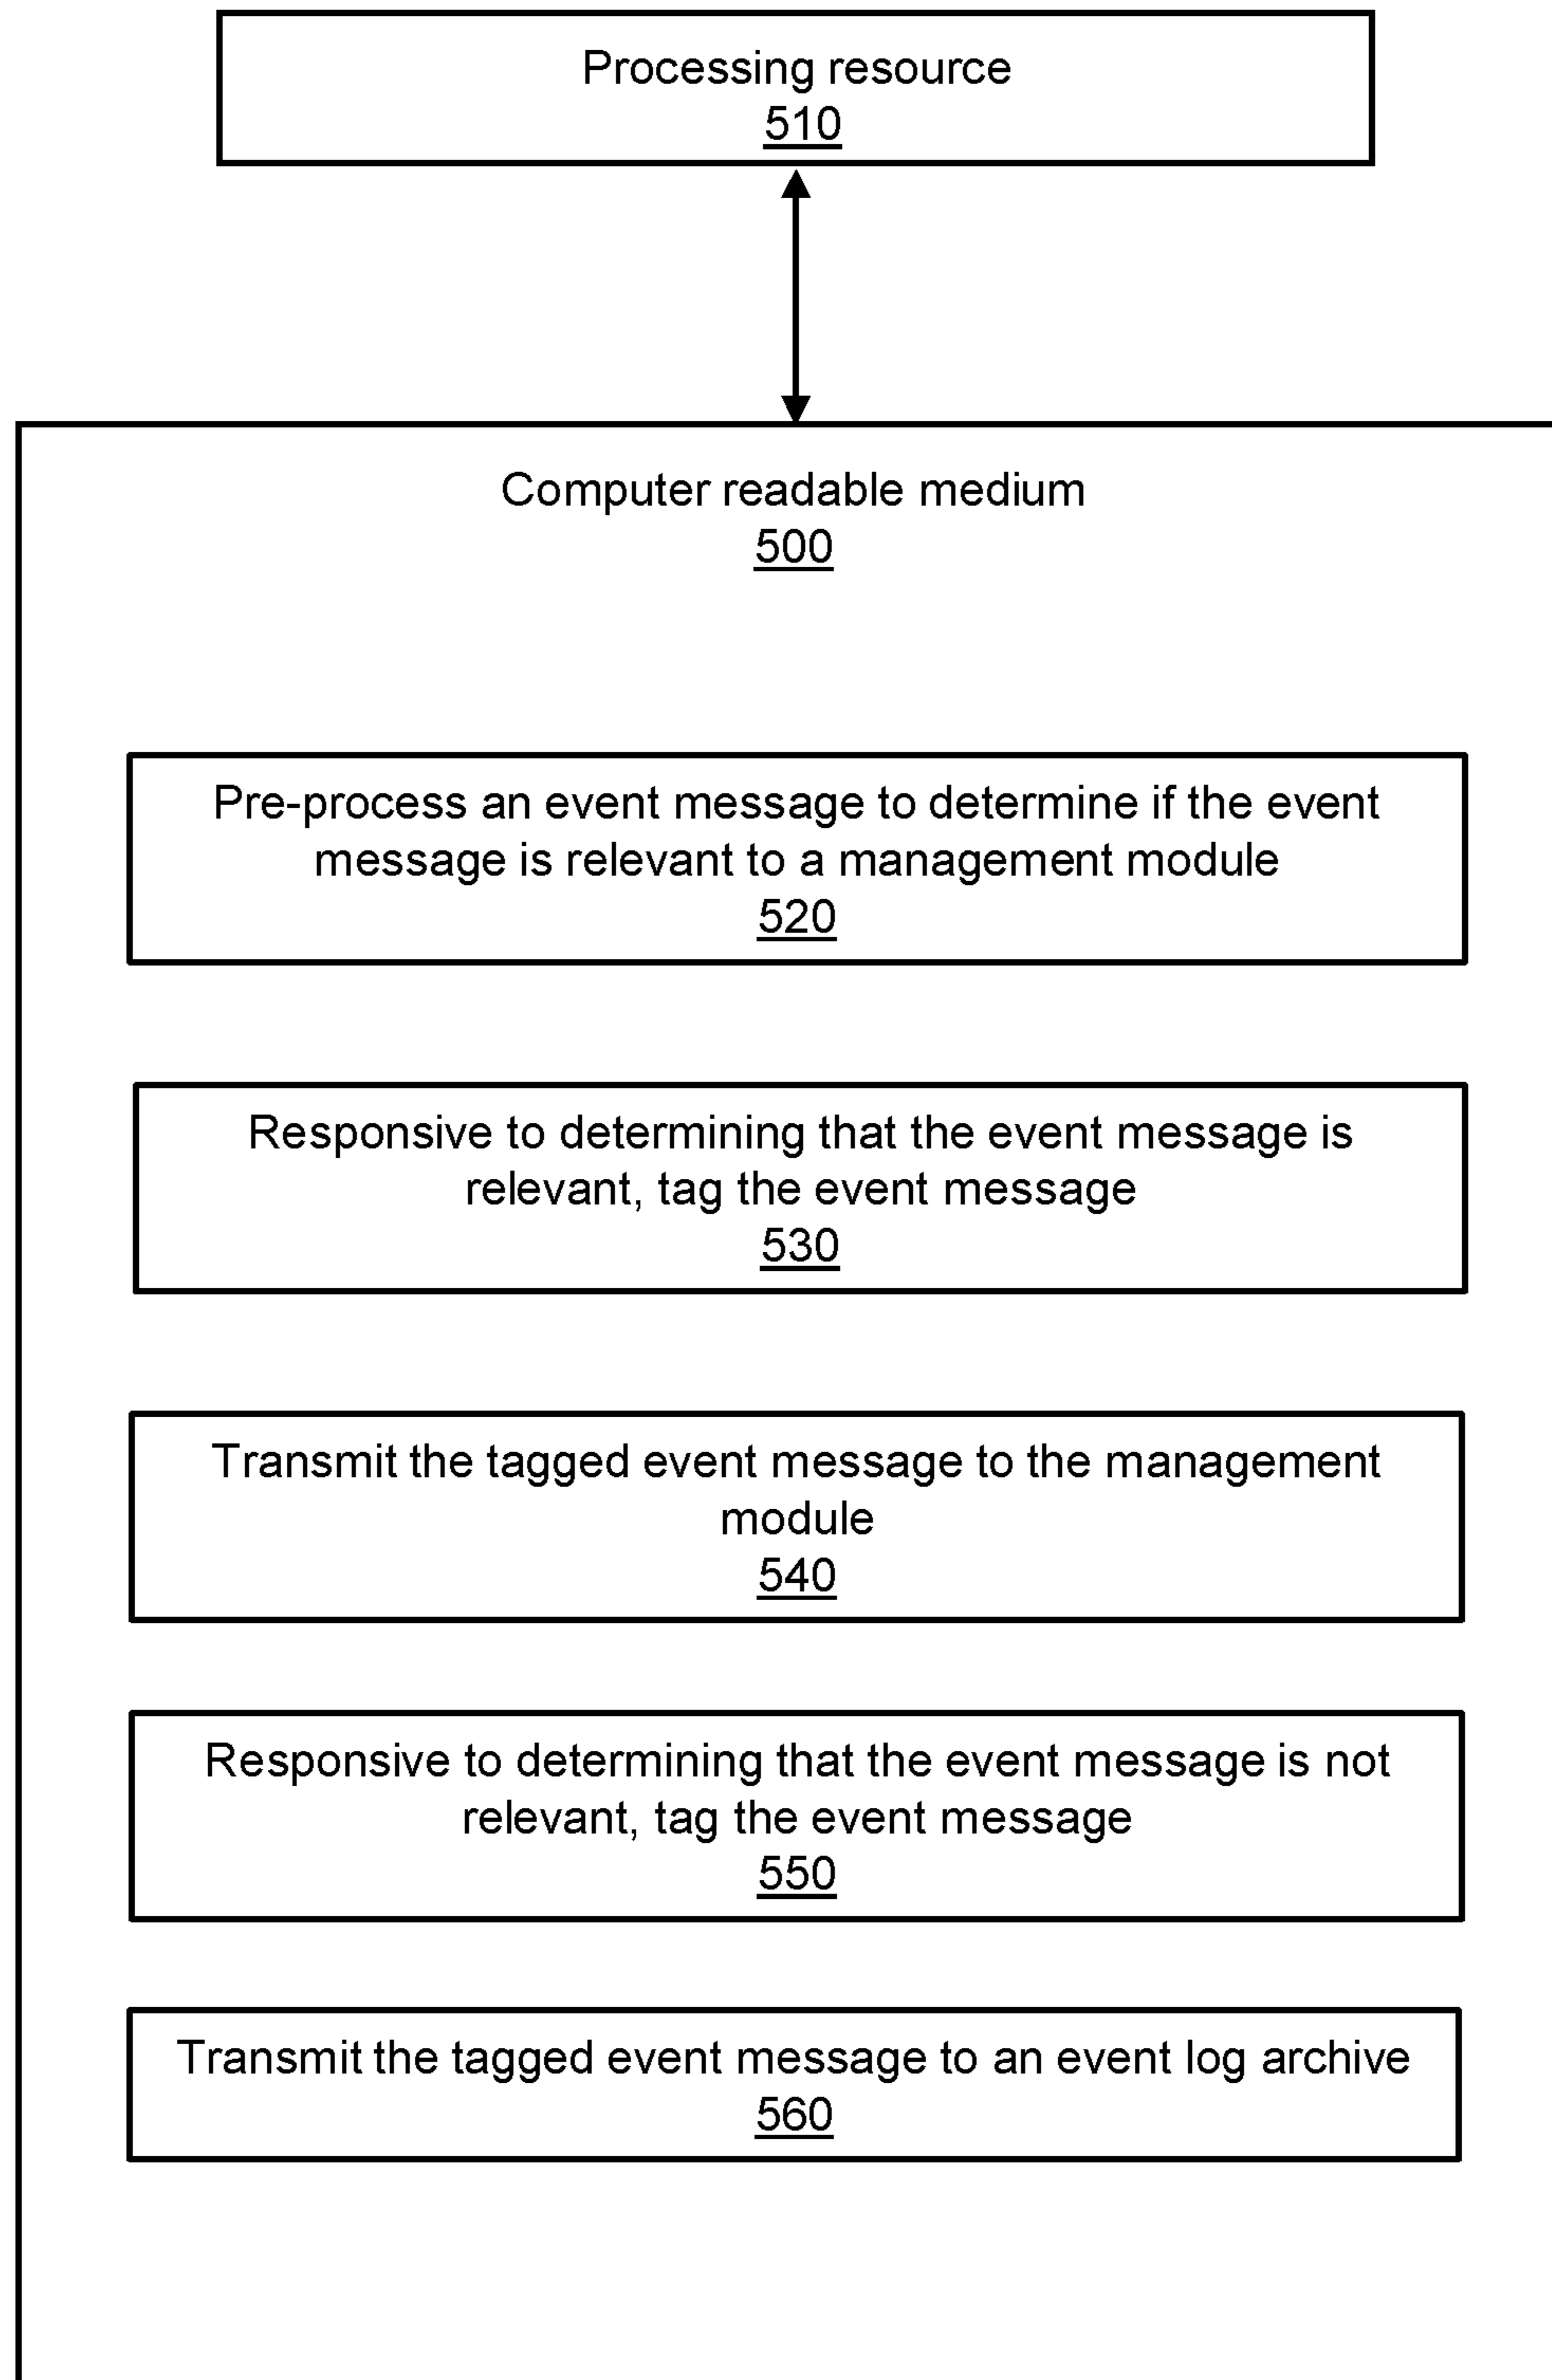 Processing resource
510
Computer readable medium
500
Pre-process an event message to determine if the event
message is relevant to a management module
520
Responsive to determining that the event message is
relevant, tag the event message
530
Transmit the tagged event message to the management
module
540
Responsive to determining that the event message is not
relevant, tag the event message
550
Transmit the tagged event message to an event log archive
560